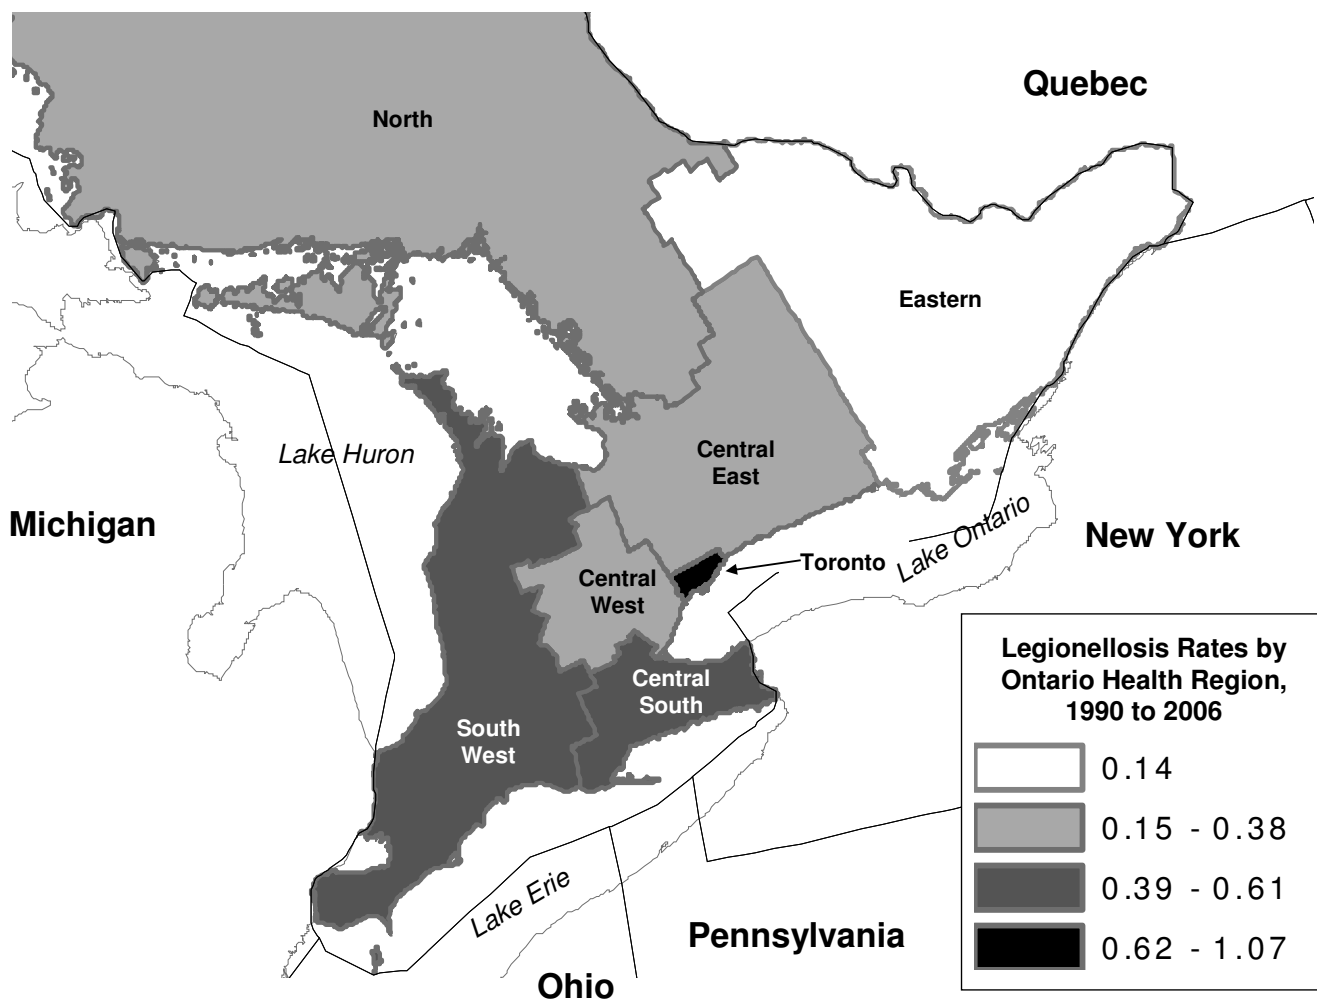 Quebec
North
Eastern
Central
East
Lake Huron
Michigan
New York
Lake Ontario
Toronto
Central
West
Central
South
South
West
Lake Erie
Pennsylvania
Ohio
Legionellosis Rates by
Ontario Health Region,
1990 to 2006
0.14
0.15 - 0.38
0.39 - 0.61
0.62 - 1.07